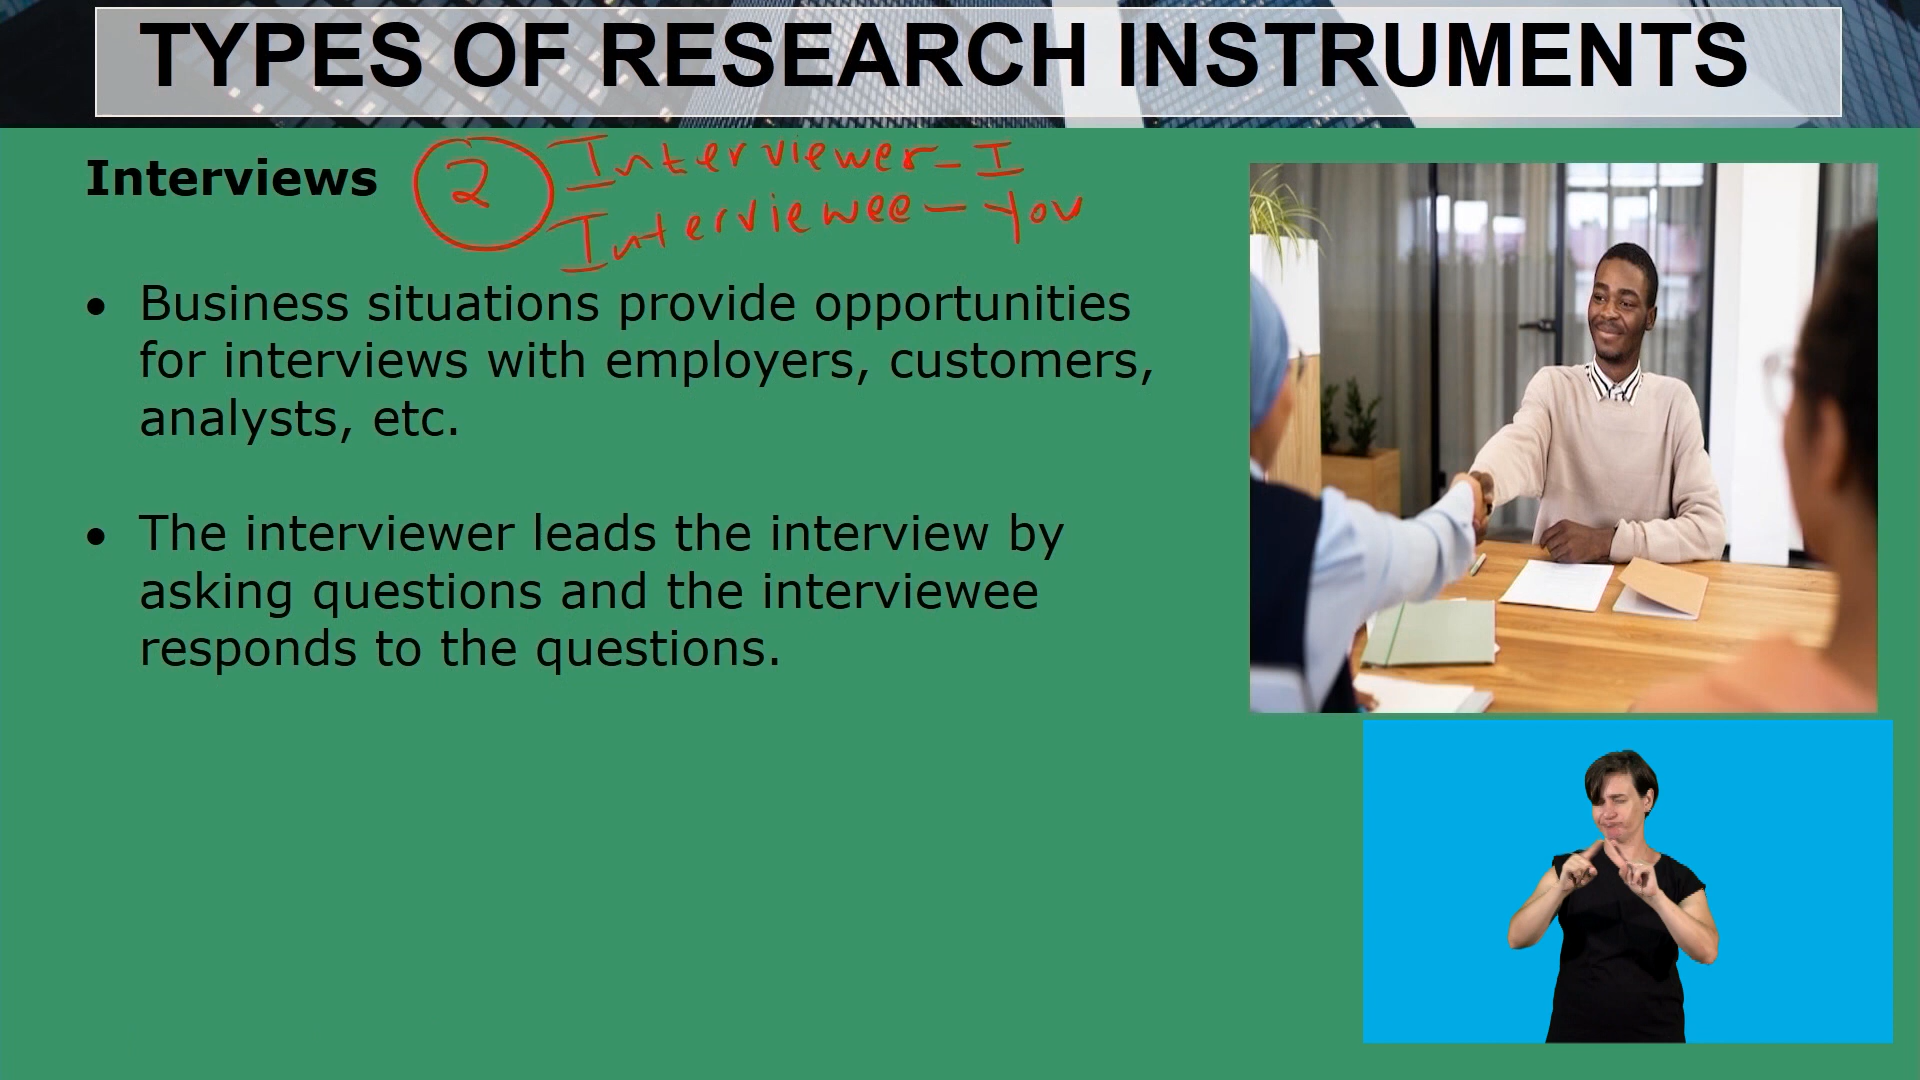 TYPES OF RESEARCH INSTRUMENTS
Interviews
2
Interviewer - I
Interviewee - You
• Business situations provide opportunities
for interviews with employers, customers,
analysts, etc.
• The interviewer leads the interview by
asking questions and the interviewee
responds to the questions.